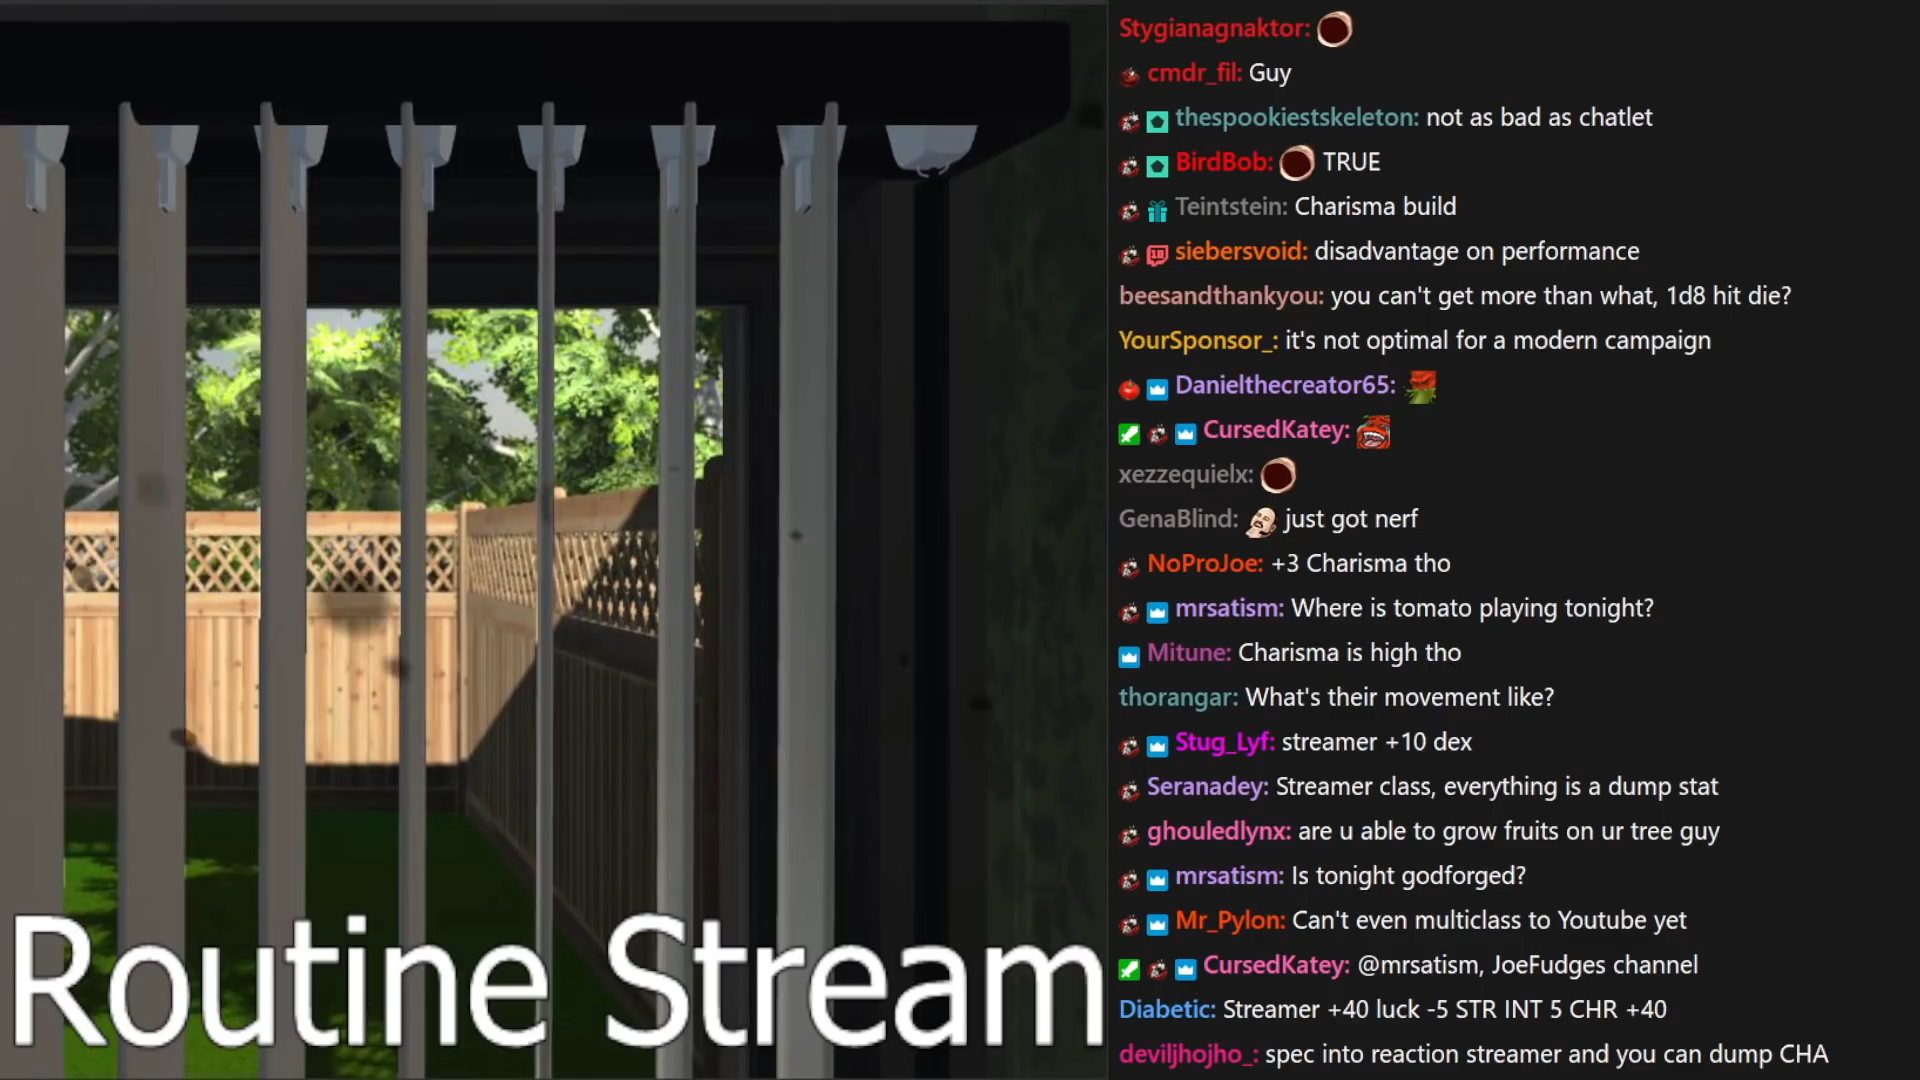 Stygianagnaktor:
cmdr_fil: Guy
thespookiestskeleton: not as bad as chatlet
BirdBob: TRUE
Teintstein: Charisma build
siebersvoid: disadvantage on performance
beesandthankyou: you can't get more than what, 1d8 hit die?
YourSponsor_: it's not optimal for a modern campaign
Danielthecreator65:
CursedKatey:
xezzequielx:
GenaBlind: just got nerf
NoProJoe: +3 Charisma tho
mrsatism: Where is tomato playing tonight?
Mitune: Charisma is high tho
thorangar: What's their movement like?
Stug_Lyf: streamer +10 dex
Seranadey: Streamer class, everything is a dump stat
ghouledlynx: are u able to grow fruits on ur tree guy
mrsatism: Is tonight godforged?
Mr_Pylon: Can't even multiclass to Youtube yet
CursedKatey: @mrsatism, JoeFudges channel
Diabetic: Streamer +40 luck -5 STR INT 5 CHR +40
deviljhojho_: spec into reaction streamer and you can dump CHA
Routine Stream